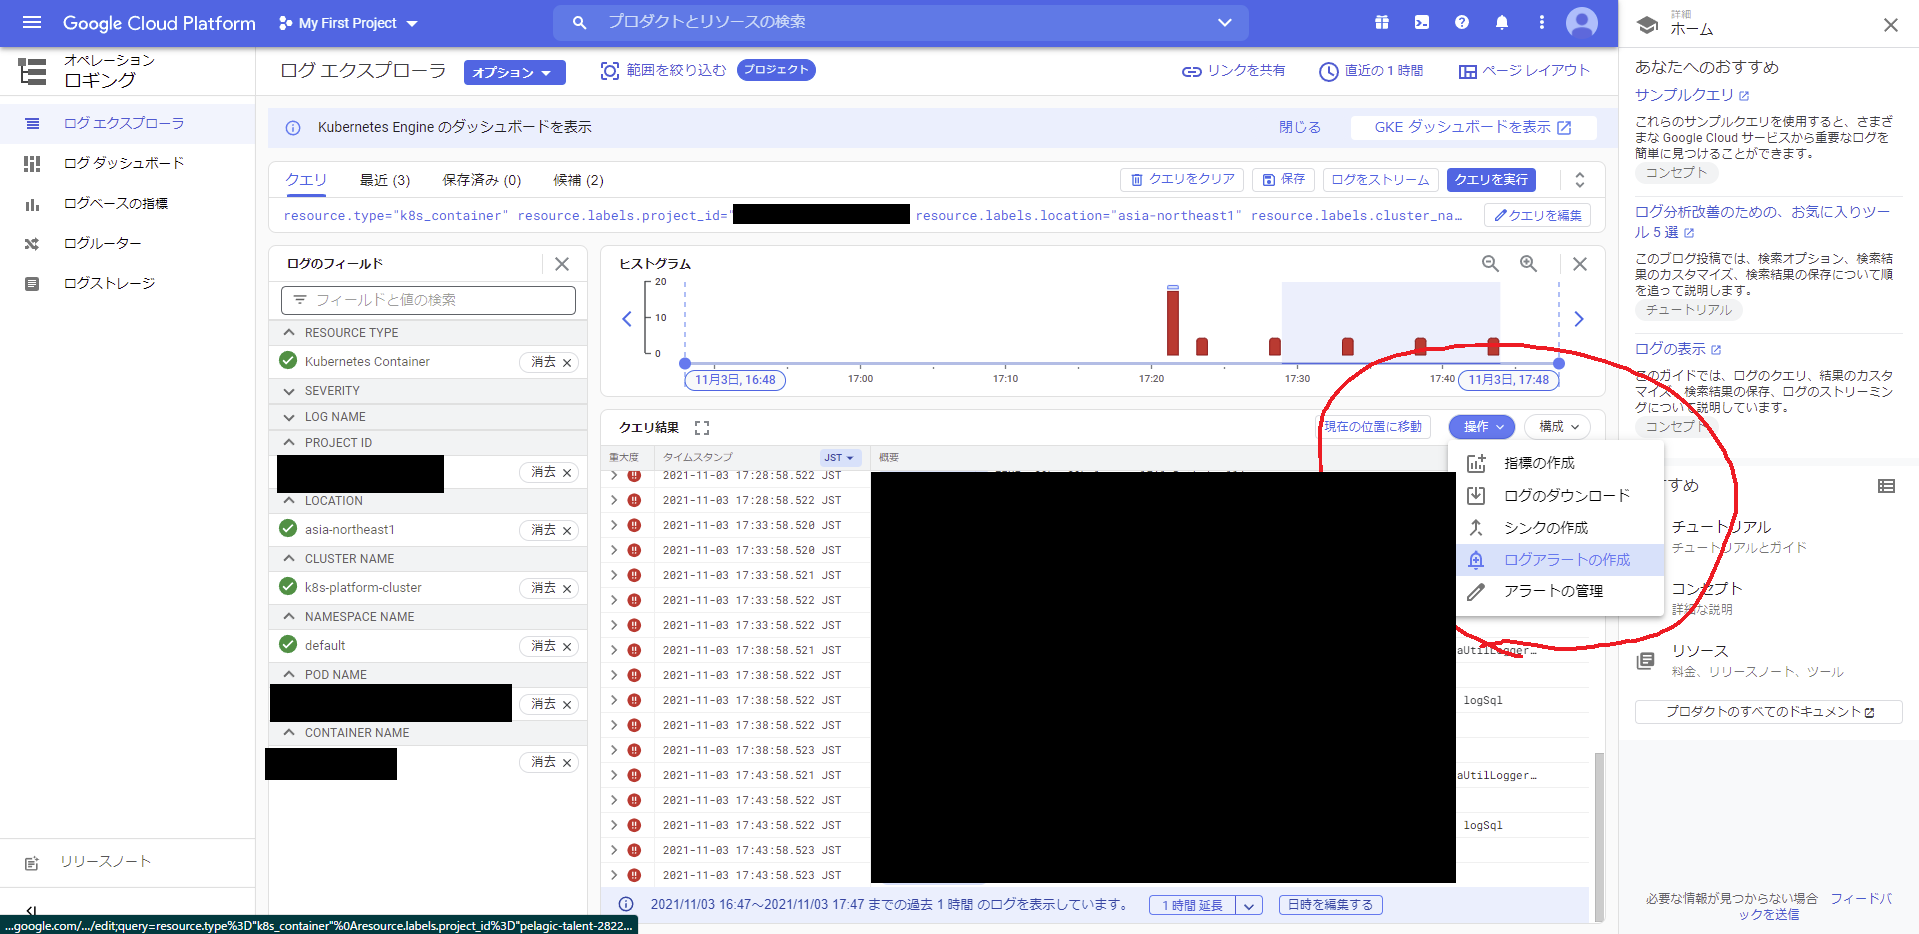 Google Cloud Platform
My First Project
プロダクトとリソースの検索
詳細
ホーム
オペレーション
ロギング
ログ エクスプローラ
オプション
範囲を絞り込む
プロジェクト
リンクを共有
直近の 1 時間
ページ レイアウト
ログ エクスプローラ
ログ ダッシュボード
ログベースの指標
ログルーター
ログストレージ
リリースノート
Kubernetes Engine のダッシュボードを表示
閉じる
GKE ダッシュボードを表示
クエリ
最近 (3)
保存済み (0)
候補 (2)
クエリをクリア
保存
ログをストリーム
クエリを実行
resource.type="k8s_container" resource.labels.project_id="
resource.labels.location="asia-northeast1" resource.labels.cluster_na…
クエリを編集
ログのフィールド
フィールドと値の検索
RESOURCE TYPE
Kubernetes Container
消去
SEVERITY
LOG NAME
PROJECT ID
消去
LOCATION
asia-northeast1
消去
CLUSTER NAME
k8s-platform-cluster
消去
NAMESPACE NAME
default
消去
POD NAME
消去
CONTAINER NAME
消去
ヒストグラム
20
10
0
11月3日, 16:48
17:00
17:10
17:20
17:30
17:40
11月3日, 17:48
クエリ結果
現在の位置に移動
操作
構成
重大度
タイムスタンプ
JST
概要
2021-11-03 17:28:58.522 JST
2021-11-03 17:28:58.522 JST
2021-11-03 17:33:58.520 JST
2021-11-03 17:33:58.520 JST
2021-11-03 17:33:58.521 JST
2021-11-03 17:33:58.522 JST
2021-11-03 17:33:58.522 JST
2021-11-03 17:38:58.521 JST
aUtilLogger…
2021-11-03 17:38:58.522 JST
2021-11-03 17:38:58.522 JST
logSql
2021-11-03 17:38:58.522 JST
2021-11-03 17:38:58.523 JST
2021-11-03 17:43:58.521 JST
aUtilLogger…
2021-11-03 17:43:58.522 JST
2021-11-03 17:43:58.522 JST
logSql
2021-11-03 17:43:58.523 JST
2021-11-03 17:43:58.523 JST
指標の作成
ログのダウンロード
シンクの作成
ログアラートの作成
アラートの管理
2021/11/03 16:47～2021/11/03 17:47 までの過去 1 時間 のログを表示しています。
1 時間 延長
日時を編集する
あなたへのおすすめ
サンプルクエリ
これらのサンプルクエリを使用すると、さまざ
まな Google Cloud サービスから重要なログを
簡単に見つけることができます。
コンセプト
ログ分析改善のための、お気に入りツー
ル 5 選
このブログ投稿では、検索オプション、検索結
果のカスタマイズ、検索結果の保存について順
を追って説明します。
チュートリアル
ログの表示
このガイドでは、ログのクエリ、結果のカスタ
マイズ、検索結果の保存、ログのストリーミン
グについて説明しています。
コンセプト
すめ
チュートリアル
チュートリアルとガイド
コンセプト
詳細な説明
リソース
料金、リリースノート、ツール
プロダクトのすべてのドキュメント
必要な情報が見つからない場合 フィードバ
ックを送信
...google.com/.../edit;query=resource.type%3D"k8s_container"%0Aresource.labels.project_id%3D"pelagic-talent-2822...